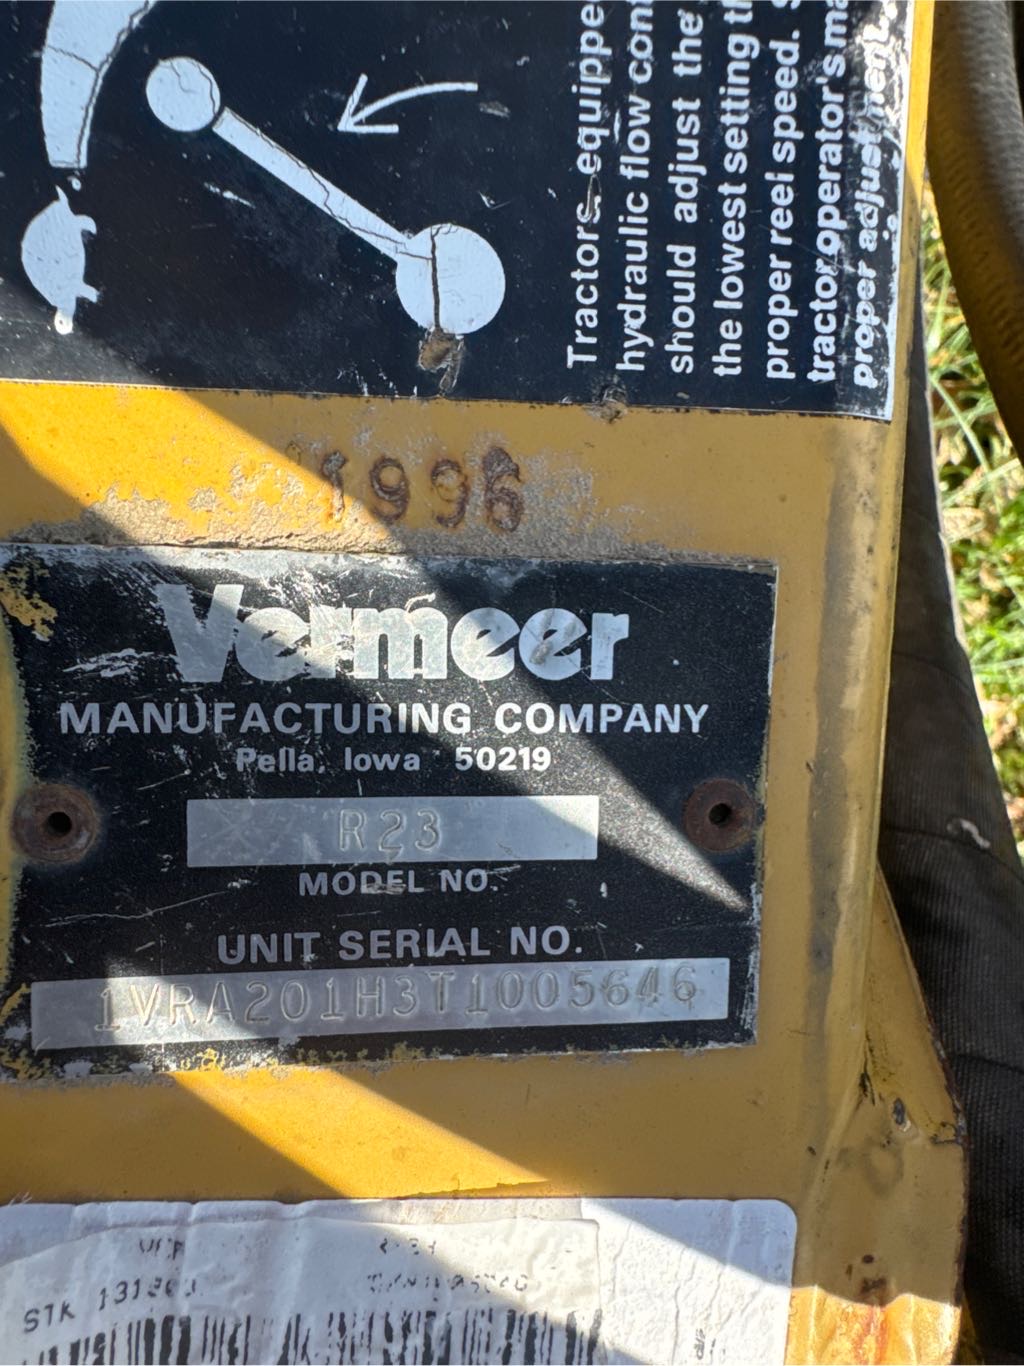 Tractors equippe
hydraulic flow cont
should adjust the
the lowest setting th
proper reel speed. S
tractor operator's ma
proper adjustment.
1996
Vermeer
MANUFACTURING COMPANY
Pella, Iowa 50219
R23
MODEL NO.
UNIT SERIAL NO.
1VRA201H3T1005646
STK